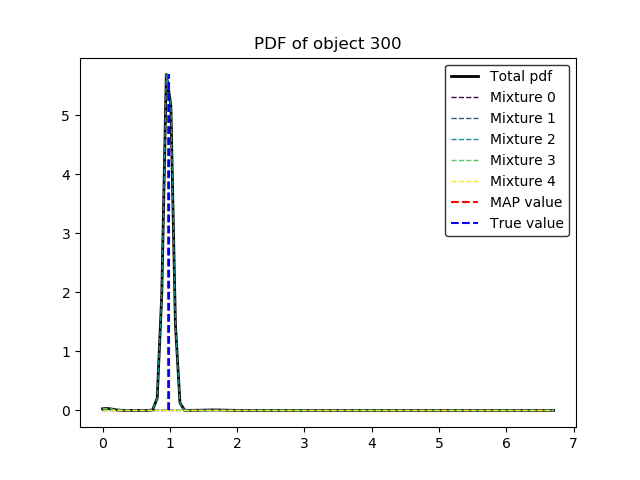 PDF of object 300
Total pdf
Mixture 0
Mixture 1
Mixture 2
Mixture 3
Mixture 4
MAP value
True value
5
4
3
2
1
0
0 1 2 3 4 5 6 7